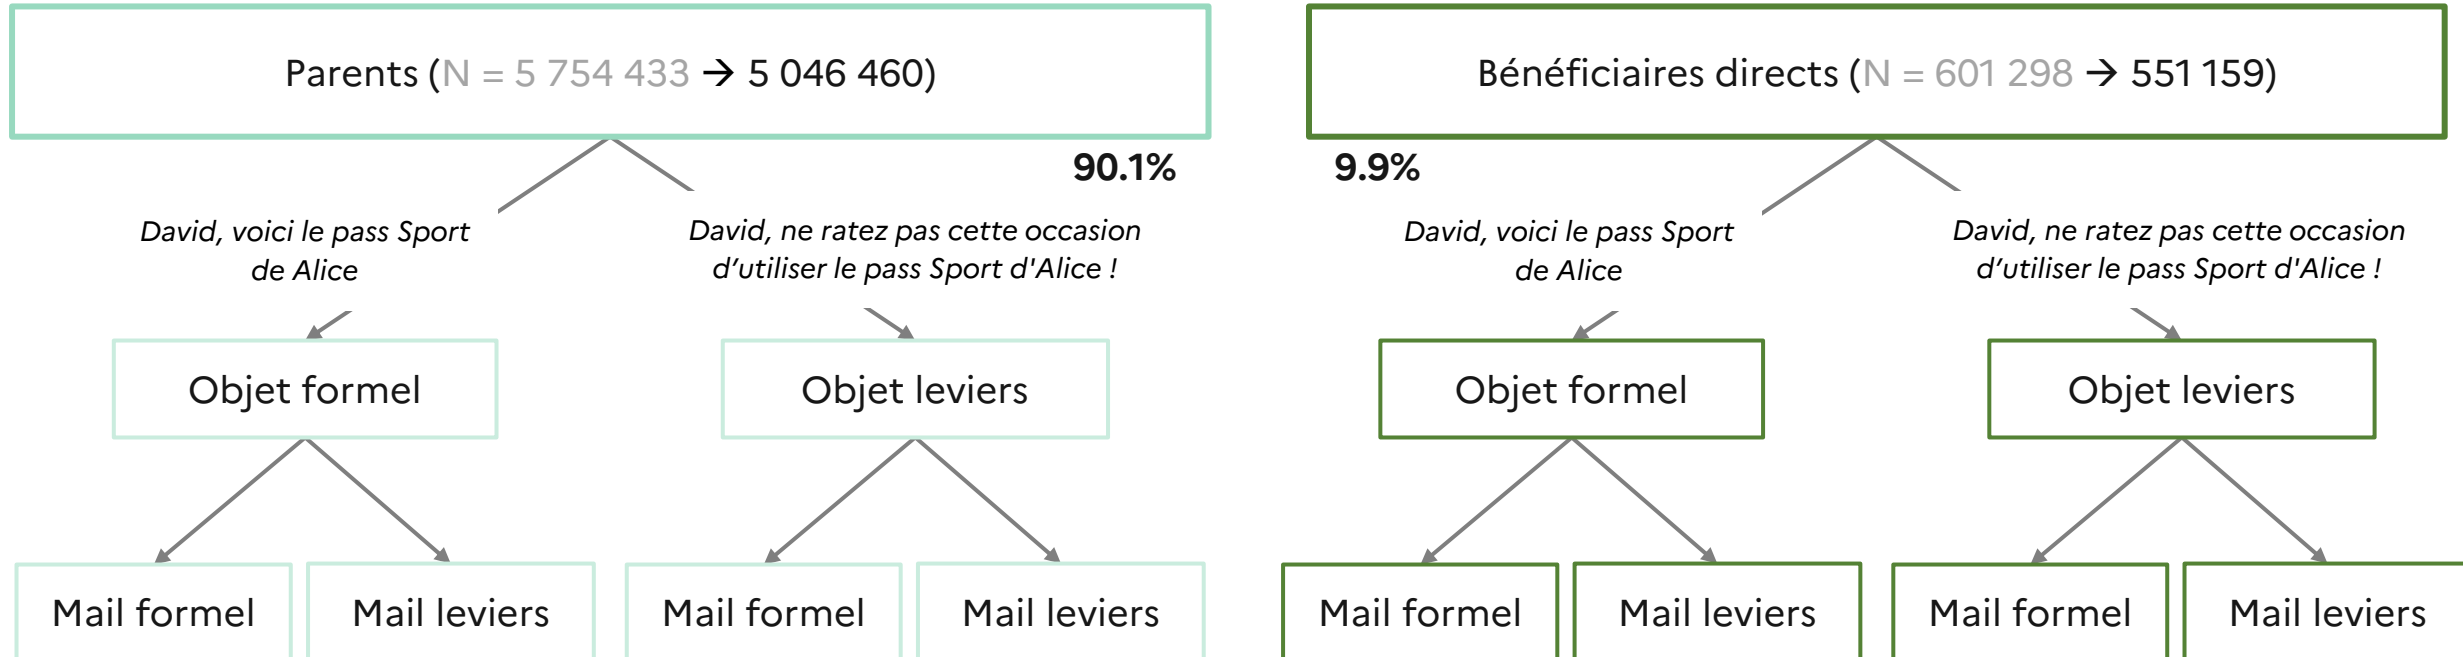 Parents (N = 5 754 433 → 5 046 460)
Bénéficiaires directs (N = 601 298 → 551 159)
90.1%
9.9%
David, voici le pass Sport
de Alice
David, ne ratez pas cette occasion
d’utiliser le pass Sport d'Alice !
David, voici le pass Sport
de Alice
David, ne ratez pas cette occasion
d’utiliser le pass Sport d'Alice !
Objet formel
Objet leviers
Objet formel
Objet leviers
Mail formel
Mail leviers
Mail formel
Mail leviers
Mail formel
Mail leviers
Mail formel
Mail leviers